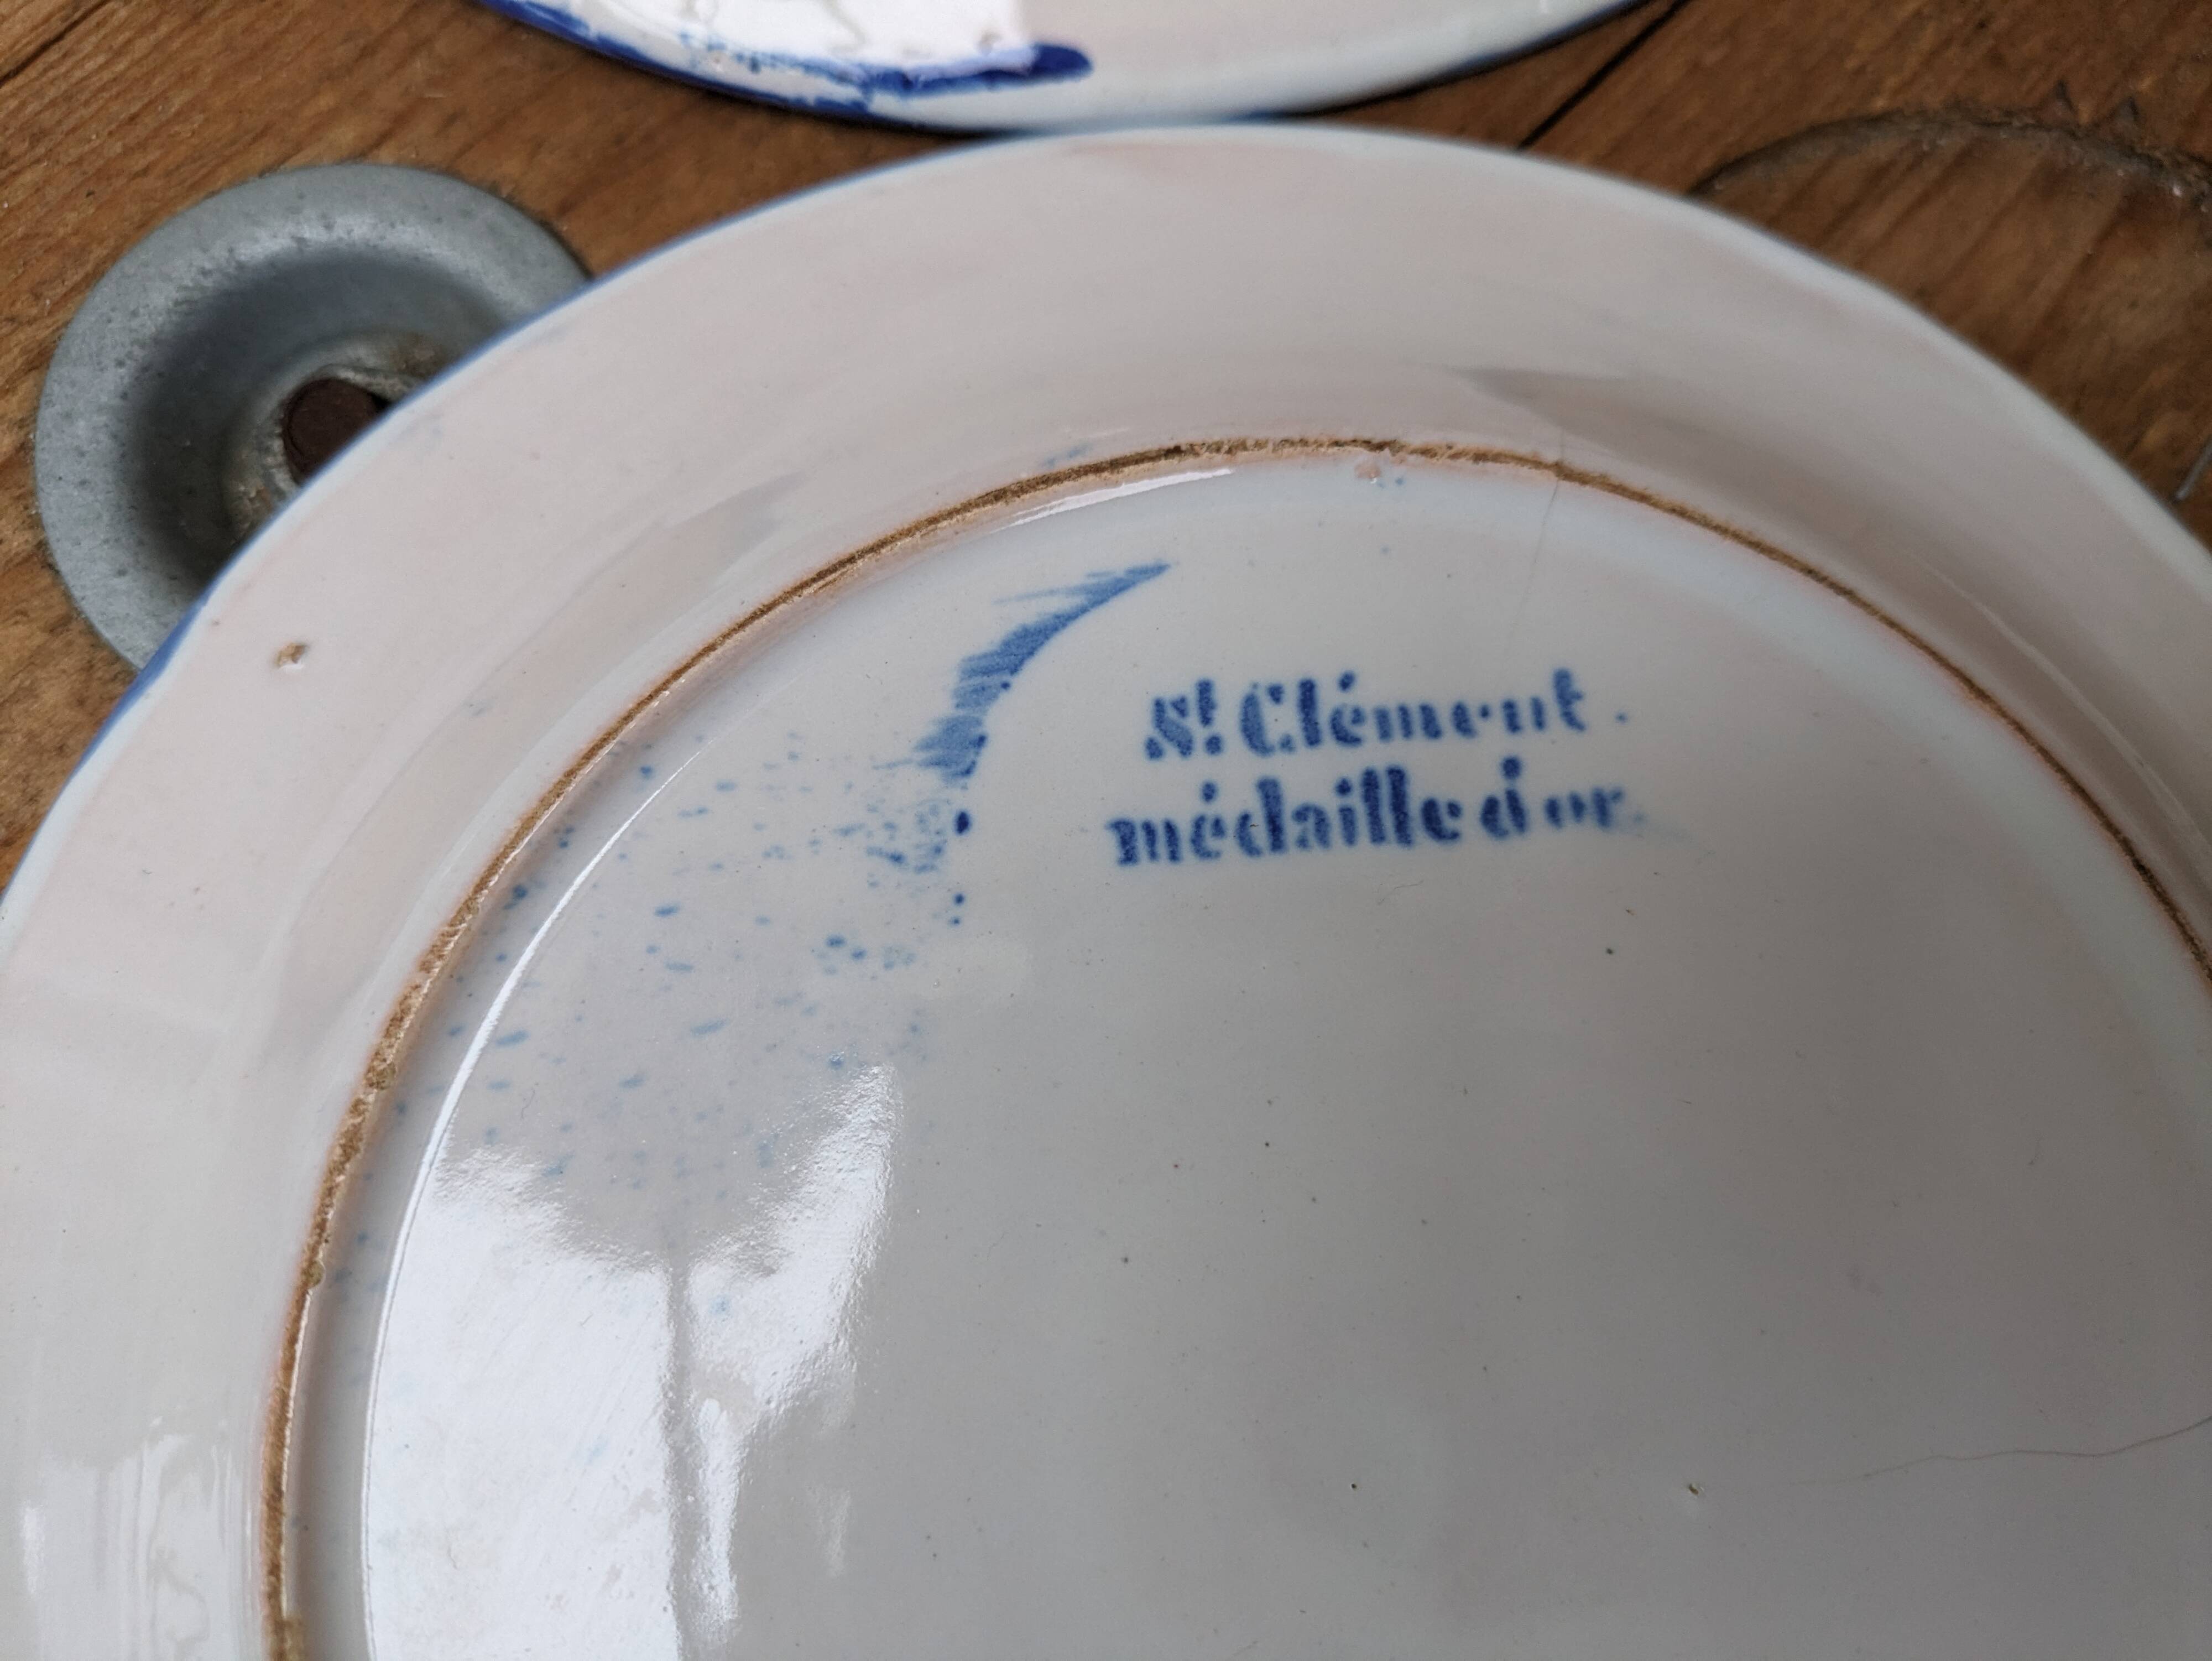 St Clément.
médaille d'or.